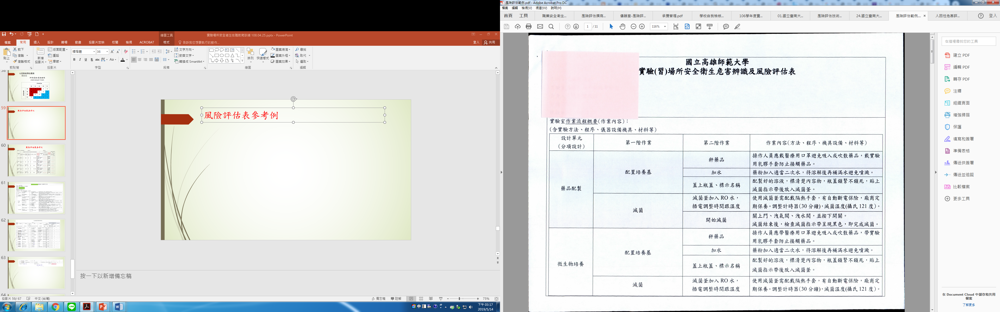 實驗場所安全衛生在職教育訓練 108.04.25.pptx - PowerPoint
繪圖工具
檔案 常用 插入 設計 轉場 動畫 投影片放映 校閱 檢視 ACROBAT 格式 告訴我您想要執行的動作... 登入 共用
貼上
剪下
複製
複製格式
剪貼簿
新增
投影片
版面配置
重設
章節
投影片
標楷體 36
字型
文字方向
對齊文字
轉換成 SmartArt
段落
排列
快速樣式
圖案填滿
圖案外框
圖案效果
繪圖
尋找
取代
選取
編輯
58
59
風險評估表參考例
60
風險評估表參考例
61
62
63
64
風險評估表參考例
按一下以新增備忘稿
投影片 59/ 67 中文 (台灣) 備忘稿 註解 75%
下午 03:17
2019/5/14
風險評估範例.pdf - Adobe Acrobat Pro DC
檔案 編輯 檢視(V) 視窗(W) 說明(H)
首頁 工具 職業安全衛生... 風險評估撰寫... 儀器室-風險評... 承攬管理.pdf 學校自我檢核... 106學年度實... 01.國立臺南大... 風險評估技術... 24.國立臺南大... 風險評估範例.... 人因性危害評... 登入
1 / 11 116%
國立高雄師範大學
實驗(習)場所安全衛生危害辨識及風險評估表
實驗室作業流程概要(作業內容)：
(含實驗方法、程序、儀器設備機具、材料等)
設計單元
(分項設計)
第一階作業
第二階作業
作業內容(方法、程序、機具設備、材料等)
藥品配製
配置培養基
秤藥品
操作人員應戴醫療用口罩避免吸入或吹散藥品，戴實驗
用乳膠手套防止接觸藥品。
加水
藥粉加入適當二次水，待溶解後再補滿水避免噴濺。
蓋上瓶蓋、標示名稱
配製好的溶液，標清楚內容物，瓶蓋鎖緊不鎖死，貼上
滅菌指示帶後放入滅菌釜。
滅菌
滅菌釜加入 RO 水，
插電調整時間跟溫度
使用滅菌釜需配戴隔熱手套，有自動斷電保險，廠商定
期保養。調整計時器(30 分鐘)，滅菌溫度(攝氏 121 度)。
開始滅菌
關上門、洩氣閥、洩水閥，並按下開關。
滅菌結束後，檢查滅菌指示帶呈現黑色，即完成滅菌。
微生物培養
配置培養基
秤藥品
操作人員應帶醫療用口罩避免吸入或吹散藥品，帶實驗
用乳膠手套防止接觸藥品。
加水
藥粉加入適當二次水，待溶解後再補滿水避免噴濺。
蓋上瓶蓋、標示名稱
配製好的溶液，標清楚內容物，瓶蓋鎖緊不鎖死，貼上
滅菌指示帶後放入滅菌釜。
滅菌
滅菌釜加入 RO 水，
插電調整時間跟溫度
使用滅菌釜需配戴隔熱手套，有自動斷電保險，廠商定
期保養。調整計時器(30 分鐘)，滅菌溫度(攝氏 121 度)。
在這裡尋找您的工具
建立 PDF
編輯 PDF
轉存 PDF
注釋
組織頁面
增強掃描
保護
填寫和簽署
準備表格
傳送供簽署
傳送並追蹤
比較檔案
更多工具
在 Document Cloud 中儲存和共用
檔案
了解更多